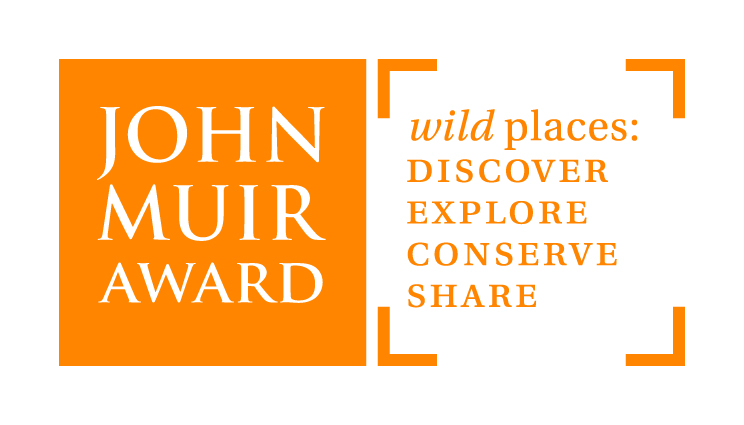 JOHN
MUIR
AWARD
wild places:
DISCOVER
EXPLORE
CONSERVE
SHARE